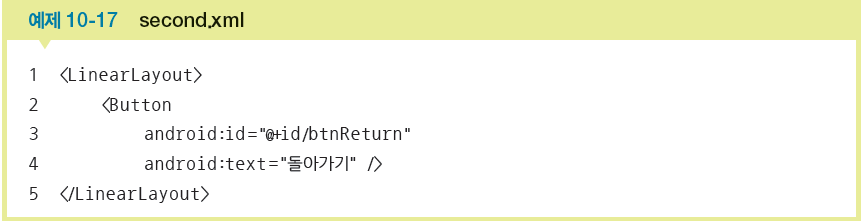 예제 10-17 second.xml
1 <LinearLayout>
2 <Button
3 android:id="@+id/btnReturn"
4 android:text="돌아가기" />
5 </LinearLayout>